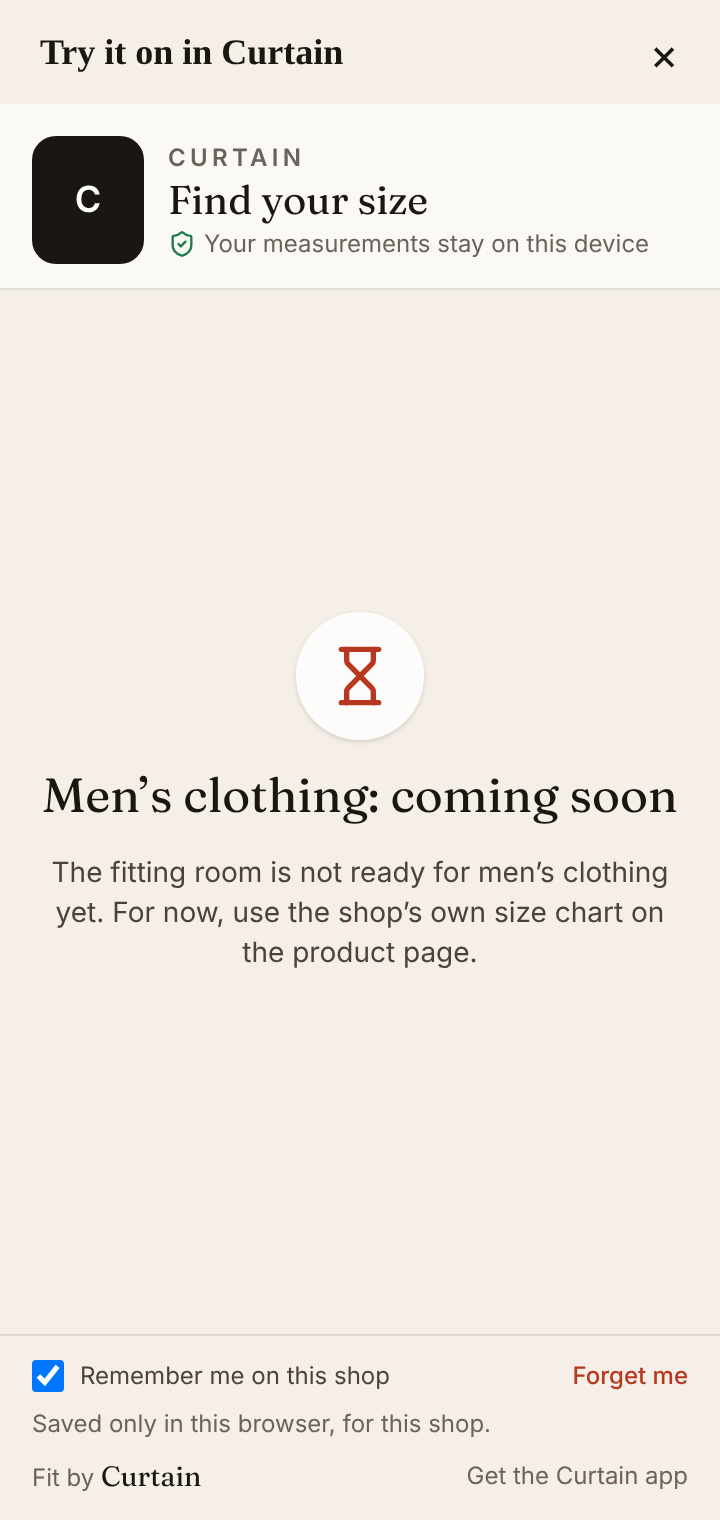 Try it on in Curtain
C
CURTAIN
Find your size
Your measurements stay on this device
Men’s clothing: coming soon
The fitting room is not ready for men’s clothing
yet. For now, use the shop’s own size chart on
the product page.
Remember me on this shop
Forget me
Saved only in this browser, for this shop.
Fit by Curtain
Get the Curtain app